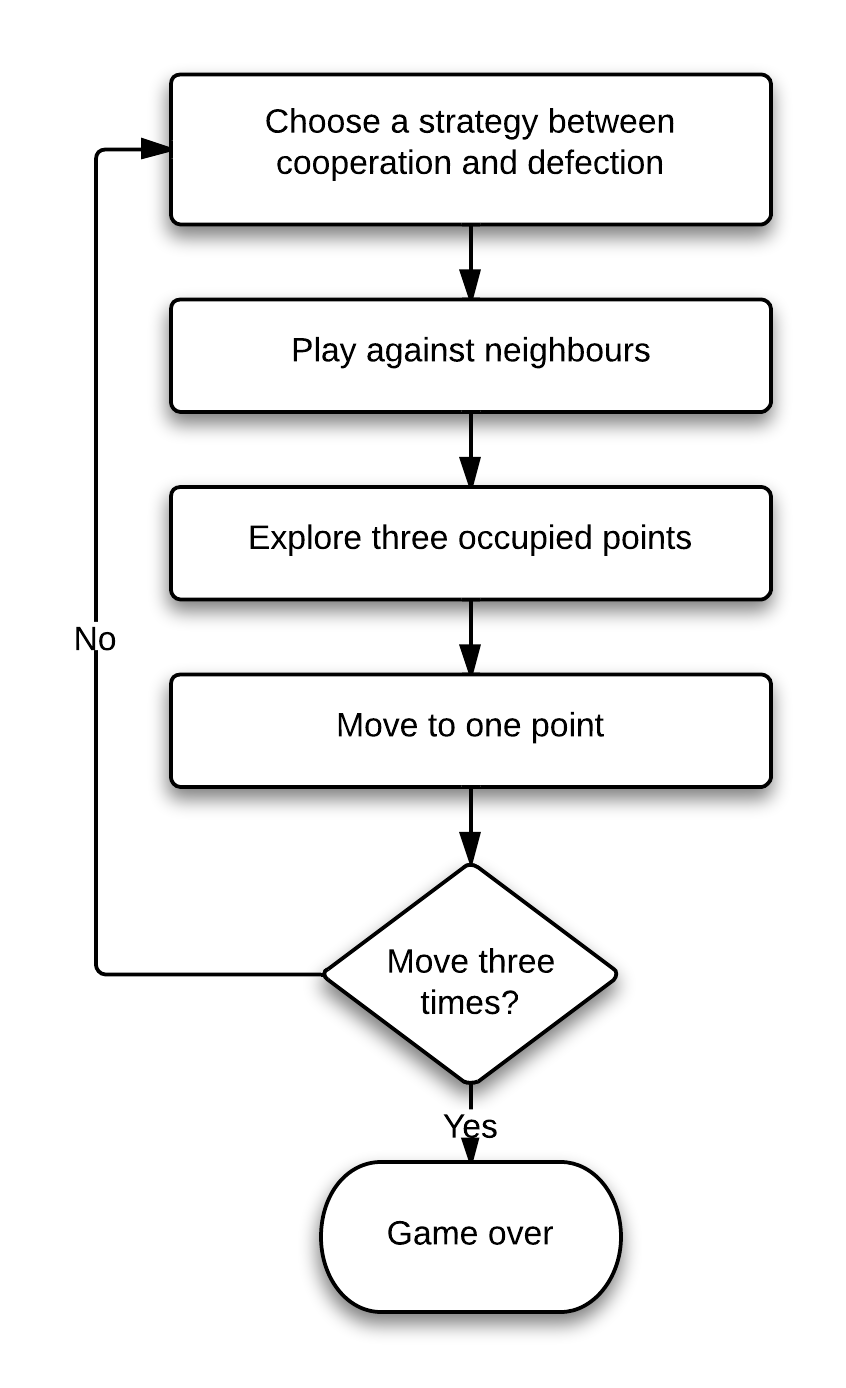 Choose a strategy between
cooperation and defection
Play against neighbours
Explore three occupied points
No
Move to one point
Move three
times?
Yes
Game over